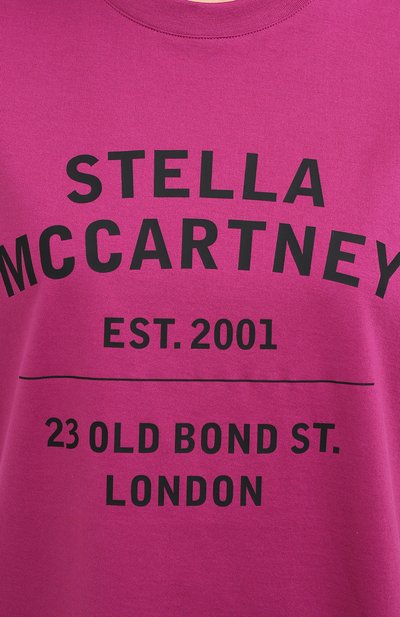 STELLA
MCCARTNEY
EST. 2001
23 OLD BOND ST.
LONDON